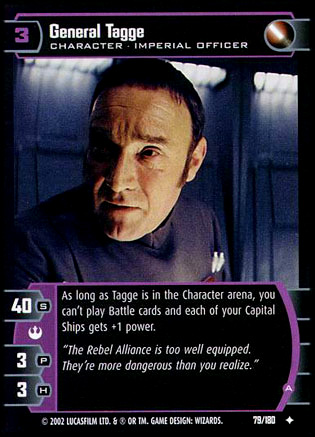 3
General Tagge
CHARACTER · IMPERIAL OFFICER
40 S
As long as Tagge is in the Character arena, you
can't play Battle cards and each of your Capital
Ships gets +1 power.
3 P
"The Rebel Alliance is too well equipped.
They're more dangerous than you realize."
3 H
A
© 2002 LUCASFILM LTD. & ® OR TM. GAME DESIGN: WIZARDS.
79/180